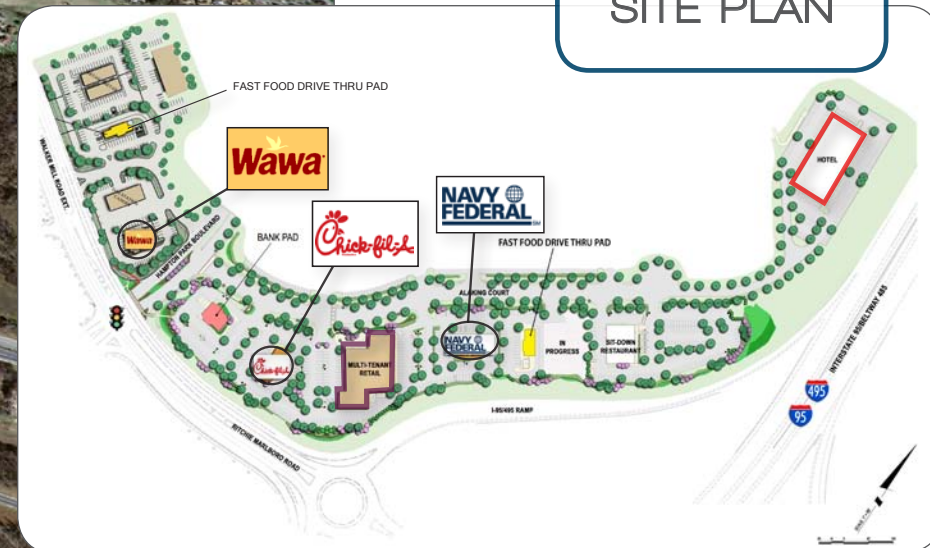 SITE PLAN
FAST FOOD DRIVE THRU PAD
WALKER MILL ROAD EXT.
Wawa
HOTEL
NAVY
FEDERAL
Chick-fil-A
BANK PAD
FAST FOOD DRIVE THRU PAD
Wawa
HAMPTON PARK BOULEVARD
ALAKING COURT
INTERSTATE 95/BELTWAY 495
NAVY
FEDERAL
IN
PROGRESS
SIT-DOWN
RESTAURANT
MULTI-TENANT
RETAIL
Chick-fil-A
495
95
I-95/495 RAMP
RITCHIE MARLBORO ROAD